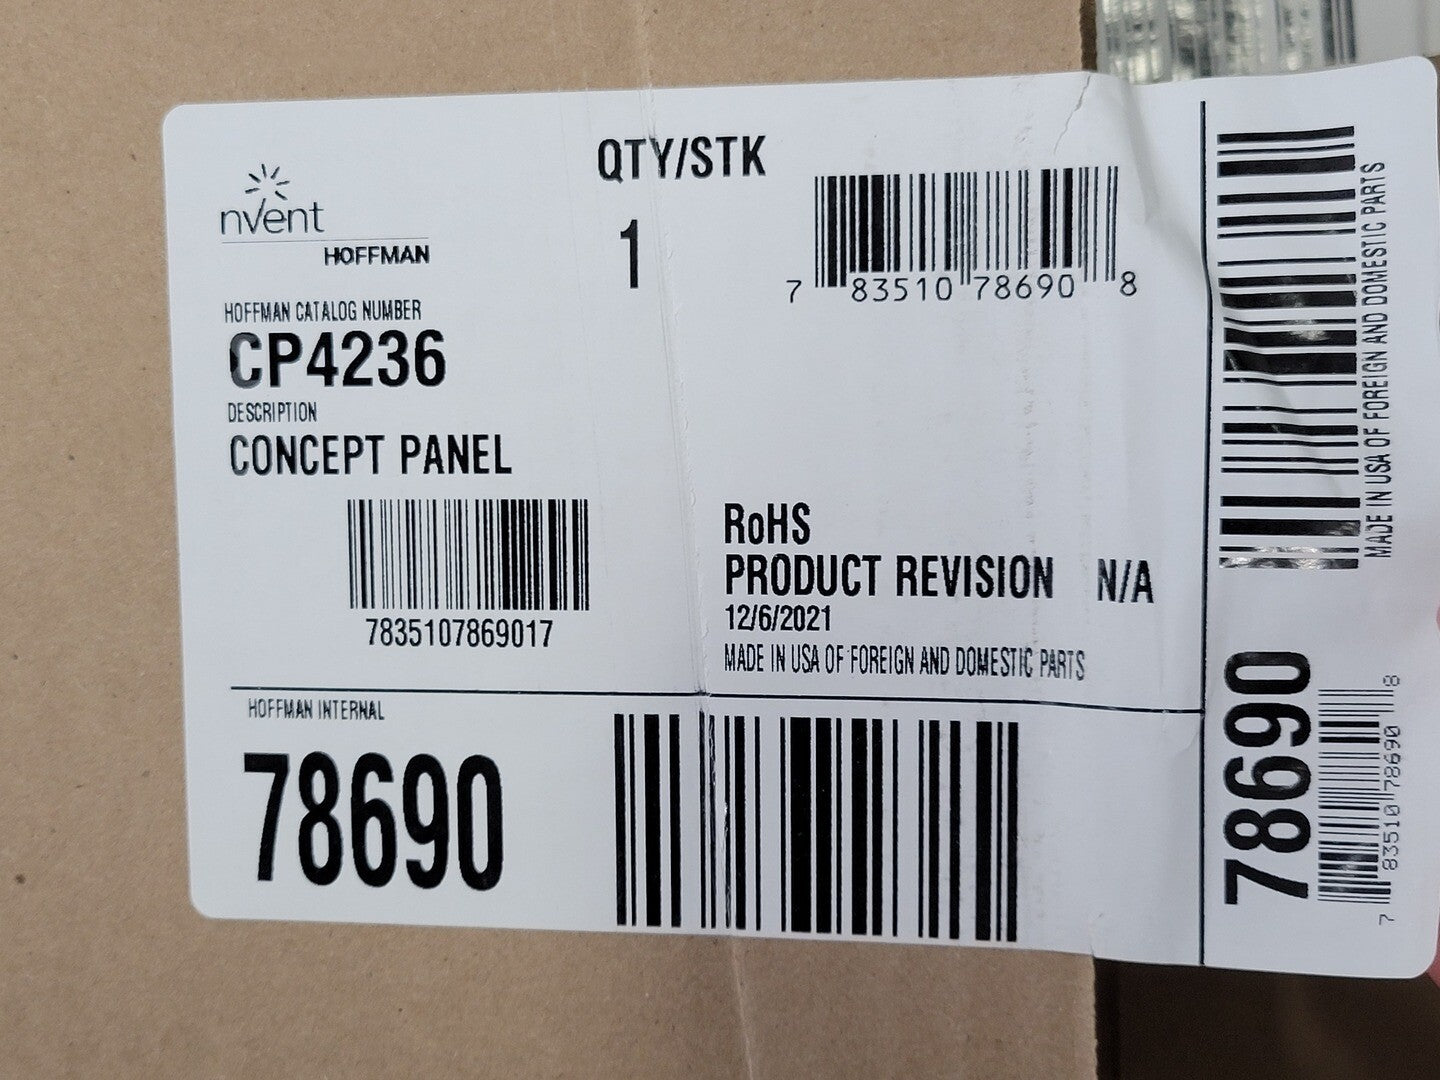 nVent
HOFFMAN
QTY/STK
1
7 83510 78690 8
HOFFMAN CATALOG NUMBER
CP4236
DESCRIPTION
CONCEPT PANEL
7835107869017
RoHS
PRODUCT REVISION N/A
12/6/2021
MADE IN USA OF FOREIGN AND DOMESTIC PARTS
HOFFMAN INTERNAL
78690
MADE IN USA OF FOREIGN AND DOMESTIC PARTS
78690
7 83510 78690 8